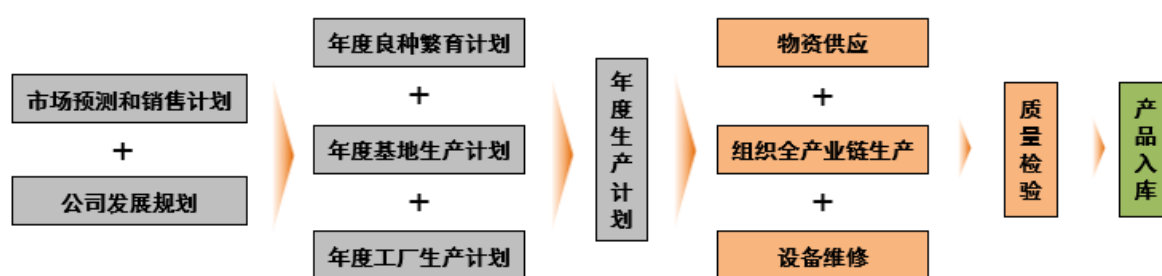 市场预测和销售计划
+
公司发展规划
年度良种繁育计划
+
年度基地生产计划
+
年度工厂生产计划
年度生产计划
物资供应
+
组织全产业链生产
+
设备维修
质量检验
产品入库